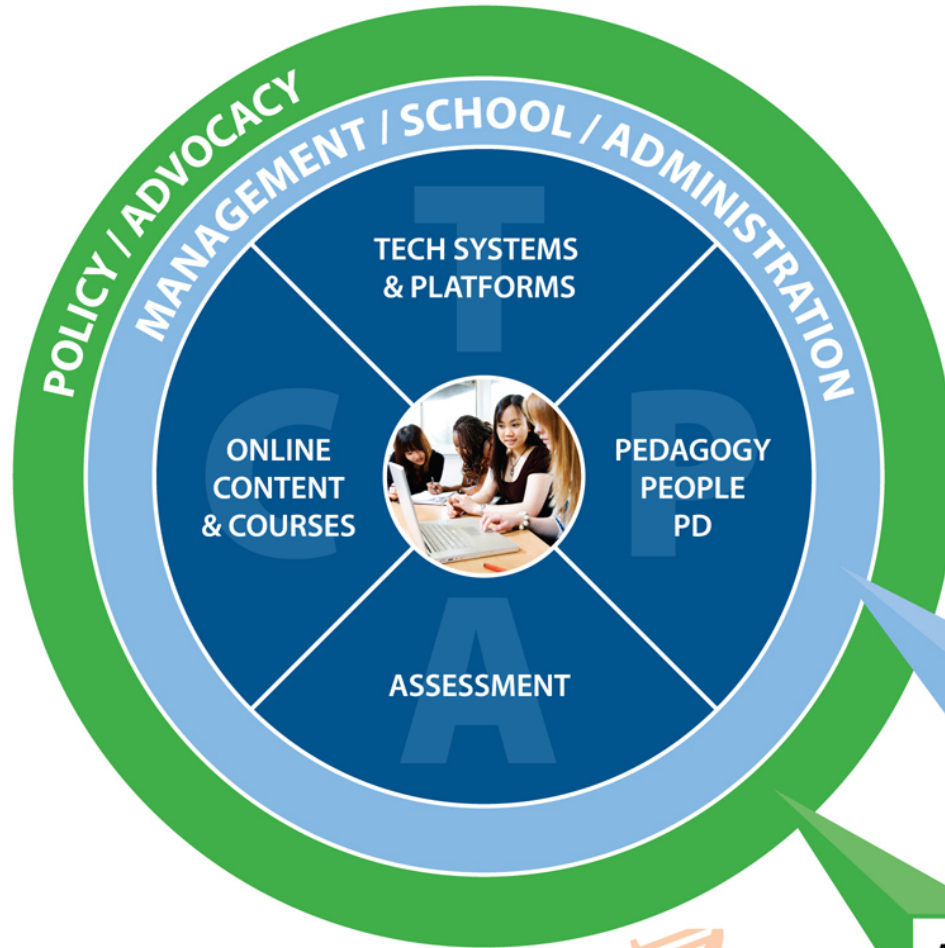 POLICY / ADVOCACY
MANAGEMENT / SCHOOL / ADMINISTRATION
T
TECH SYSTEMS
& PLATFORMS
C
ONLINE
CONTENT
& COURSES
P
PEDAGOGY
PEOPLE
PD
A
ASSESSMENT